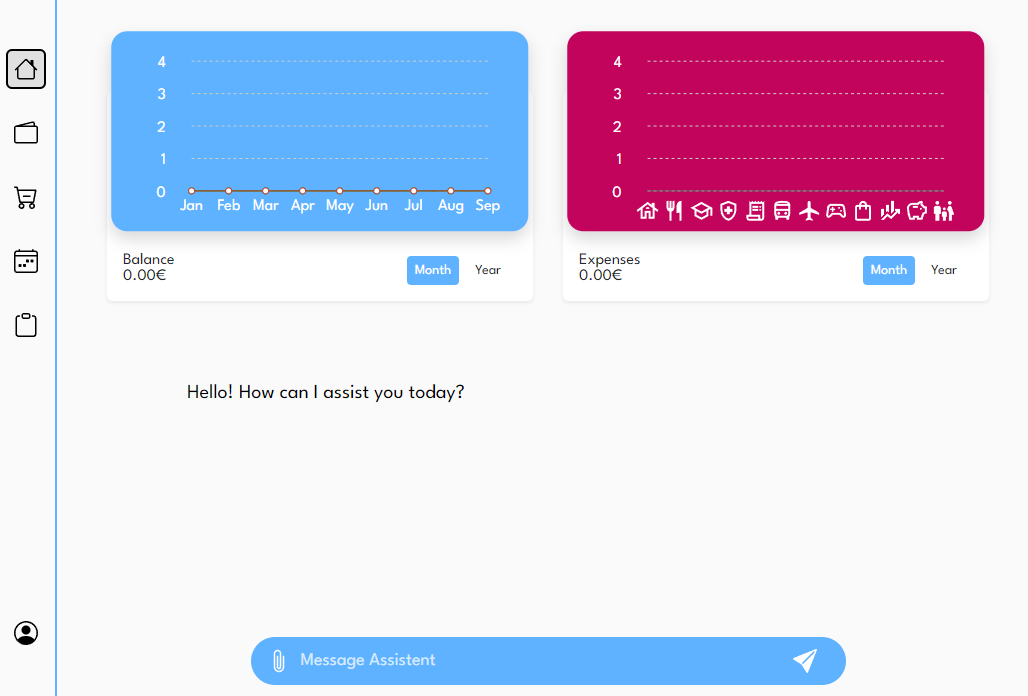 4
3
2
1
0
Jan Feb Mar Apr May Jun Jul Aug Sep
Balance
0.00€
Month Year
4
3
2
1
0
Expenses
0.00€
Month Year
Hello! How can I assist you today?
Message Assistent